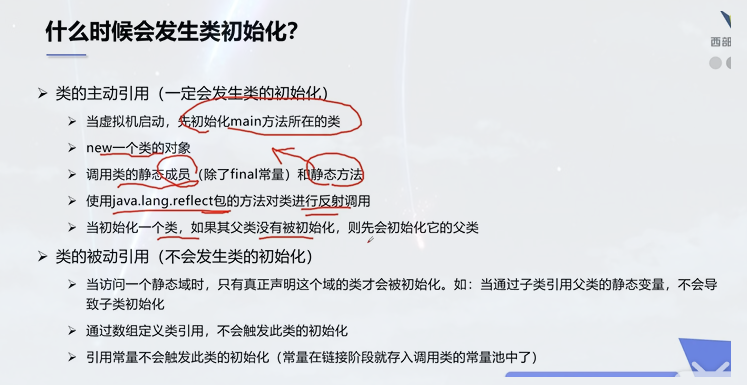 什么时候会发生类初始化？
西部
类的主动引用（一定会发生类的初始化）
当虚拟机启动，先初始化main方法所在的类
new一个类的对象
调用类的静态成员（除了final常量）和静态方法
使用java.lang.reflect包的方法对类进行反射调用
当初始化一个类，如果其父类没有被初始化，则先会初始化它的父类
类的被动引用（不会发生类的初始化）
当访问一个静态域时，只有真正声明这个域的类才会被初始化。如：当通过子类引用父类的静态变量，不会导
致子类初始化
通过数组定义类引用，不会触发此类的初始化
引用常量不会触发此类的初始化（常量在链接阶段就存入调用类的常量池中了）